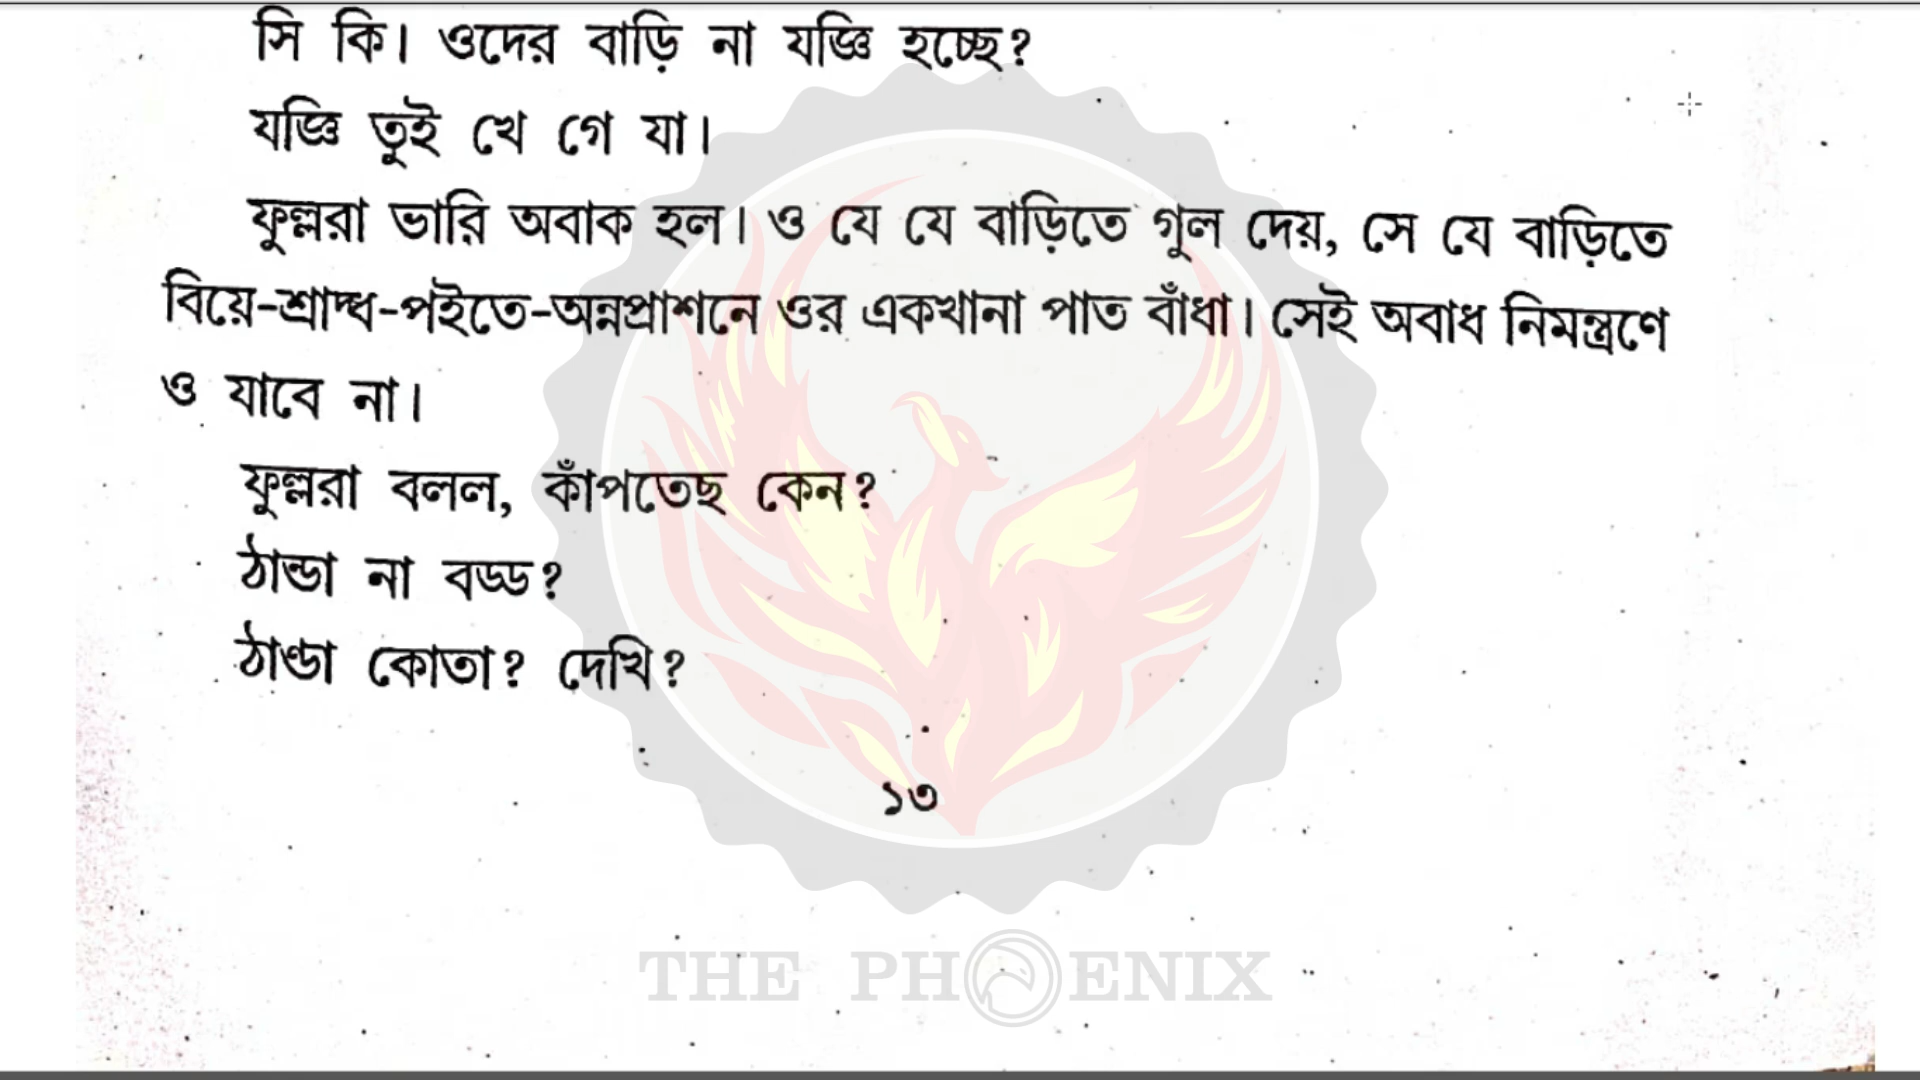 সি কি। ওদের বাড়ি না যজ্ঞি হচ্ছে?
যজ্ঞি তুই খে গে যা।
ফুল্লরা ভারি অবাক হল। ও যে যে বাড়িতে গুল দেয়, সে যে বাড়িতে
বিয়ে-শ্রাদ্ধ-পইতে-অন্নপ্রাশনে ওর একখানা পাত বাঁধা। সেই অবাধ নিমন্ত্রণে
ও যাবে না।
ফুল্লরা বলল, কাঁপতেছ কেন?
ঠান্ডা না বড্ড?
ঠাণ্ডা কোতা? দেখি?
১৩
THE PHOENIX